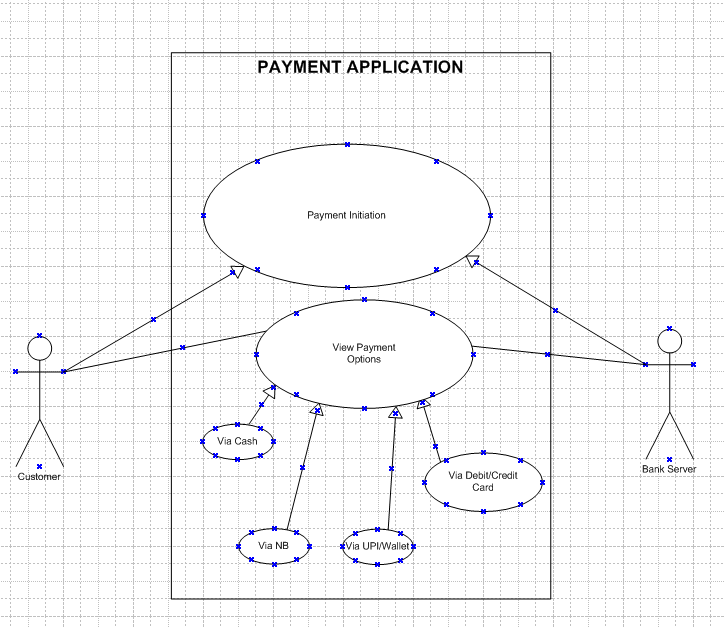 PAYMENT APPLICATION
Payment Initiation
View Payment
Options
Via Cash
Via Debit/Credit
Card
Via NB
Via UPI/Wallet
Customer
Bank Server